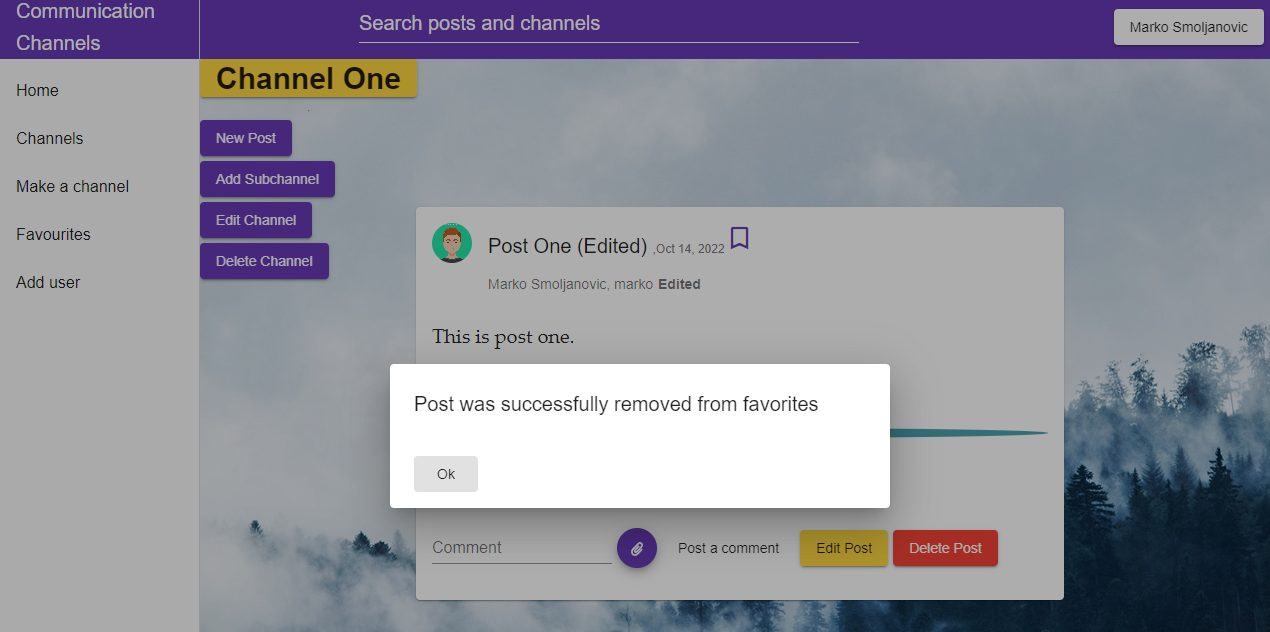 Communication
Channels
Search posts and channels
Marko Smoljanovic
Home
Channels
Make a channel
Favourites
Add user
Channel One
New Post
Add Subchannel
Edit Channel
Delete Channel
Post One (Edited) ,Oct 14, 2022
Marko Smoljanovic, marko Edited
This is post one.
Post was successfully removed from favorites
Ok
Comment
Post a comment
Edit Post
Delete Post